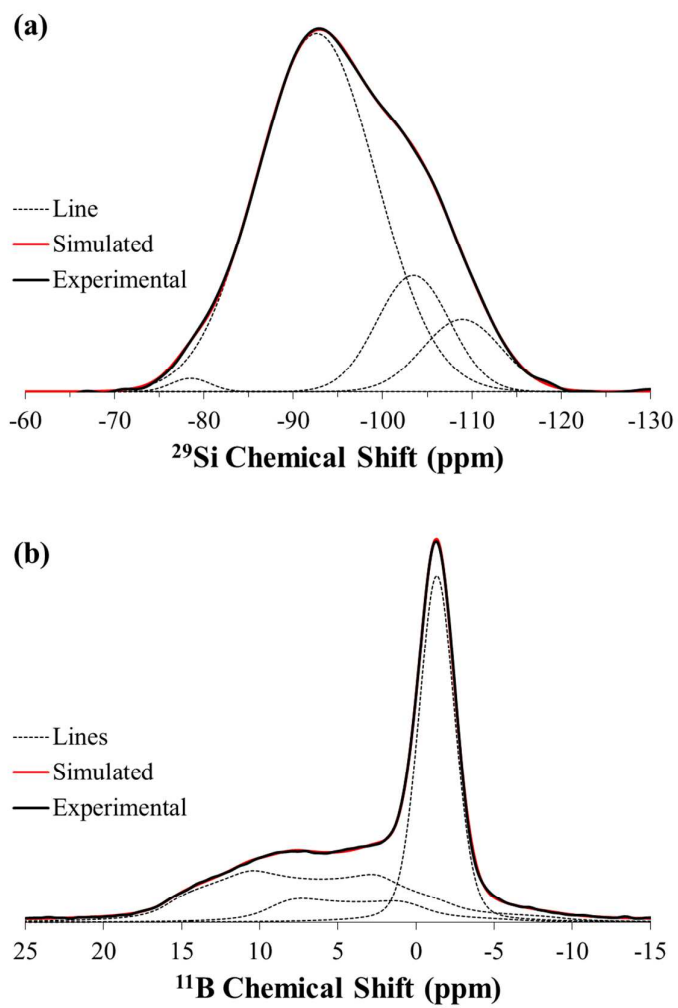 (a)
Line
Simulated
Experimental
-60 -70 -80 -90 -100 -110 -120 -130
²⁹Si Chemical Shift (ppm)
(b)
Lines
Simulated
Experimental
25 20 15 10 5 0 -5 -10 -15
¹¹B Chemical Shift (ppm)